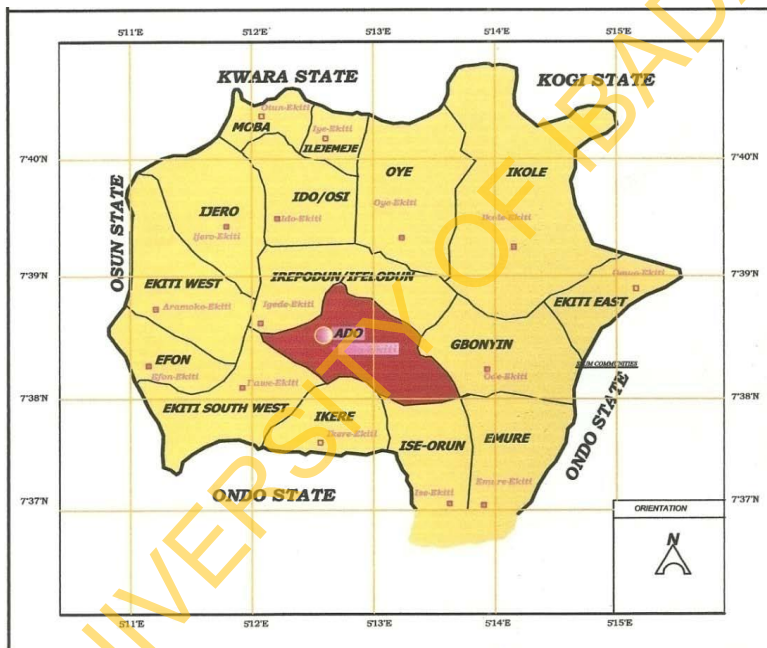 5'11'E 5'12'E 5'13'E 5'14'E 5'15'E
KWARA STATE
KOGI STATE
Osun-Ekiti
MOBA
Iye-Ekiti
ILEJEMEJE
7'40'N 7'40'N
OYE
IKOLE
IDO/OSI
IJERO
Ido-Ekiti
Oye-Ekiti
Ikole-Ekiti
Ijero-Ekiti
OSUN STATE
7'39'N 7'39'N
IREPODUN/IFELODUN
EKITI WEST
EKITI EAST
Aramoko-Ekiti
Igede-Ekiti
ADO
GBONYIN
EFON
Efon-Ekiti
Ode-Ekiti
COMMUNITIES
7'38'N 7'38'N
EKITI SOUTH WEST
IKERE
Ikere-Ekiti
ISE-ORUN
EMURE
ONDO STATE
Emure-Ekiti
Ise-Ekiti
ONDO STATE
7'37'N 7'37'N
ORIENTATION
N
5'11'E 5'12'E 5'13'E 5'14'E 5'15'E
UNIVERSITY OF IBADA